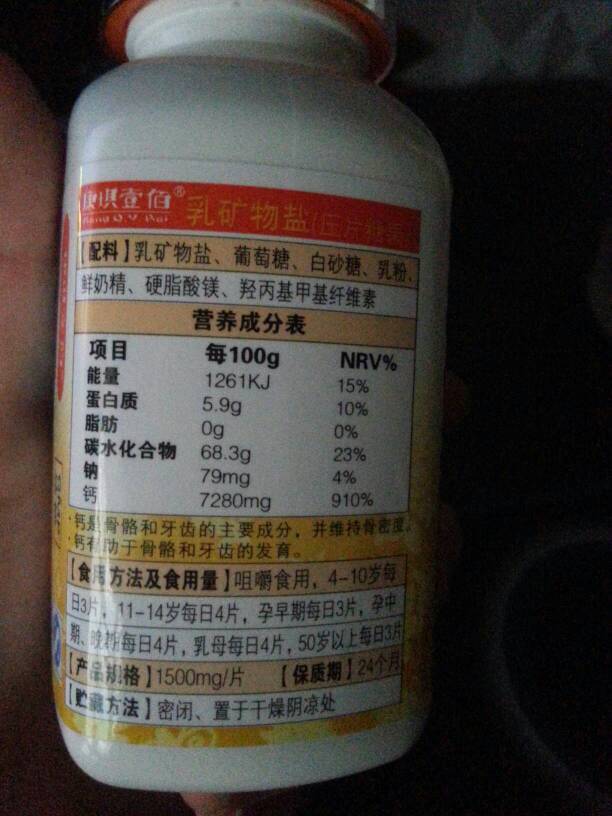 康琪壹佰®
乳矿物盐
【配料】乳矿物盐、葡萄糖、白砂糖、乳粉、
鲜奶精、硬脂酸镁、羟丙基甲基纤维素
营养成分表
项目 每100g NRV%
能量 1261KJ 15%
蛋白质 5.9g 10%
脂肪 0g 0%
碳水化合物 68.3g 23%
钠 79mg 4%
钙 7280mg 910%
·钙是骨骼和牙齿的主要成分，并维持骨密度。
·钙有助于骨骼和牙齿的发育。
【食用方法及食用量】咀嚼食用，4-10岁每
日3片，11-14岁每日4片，孕早期每日3片，孕中
期、晚期每日4片，乳母每日4片，50岁以上每日3片
【产品规格】1500mg/片 【保质期】24个月
【贮藏方法】密闭、置于干燥阴凉处